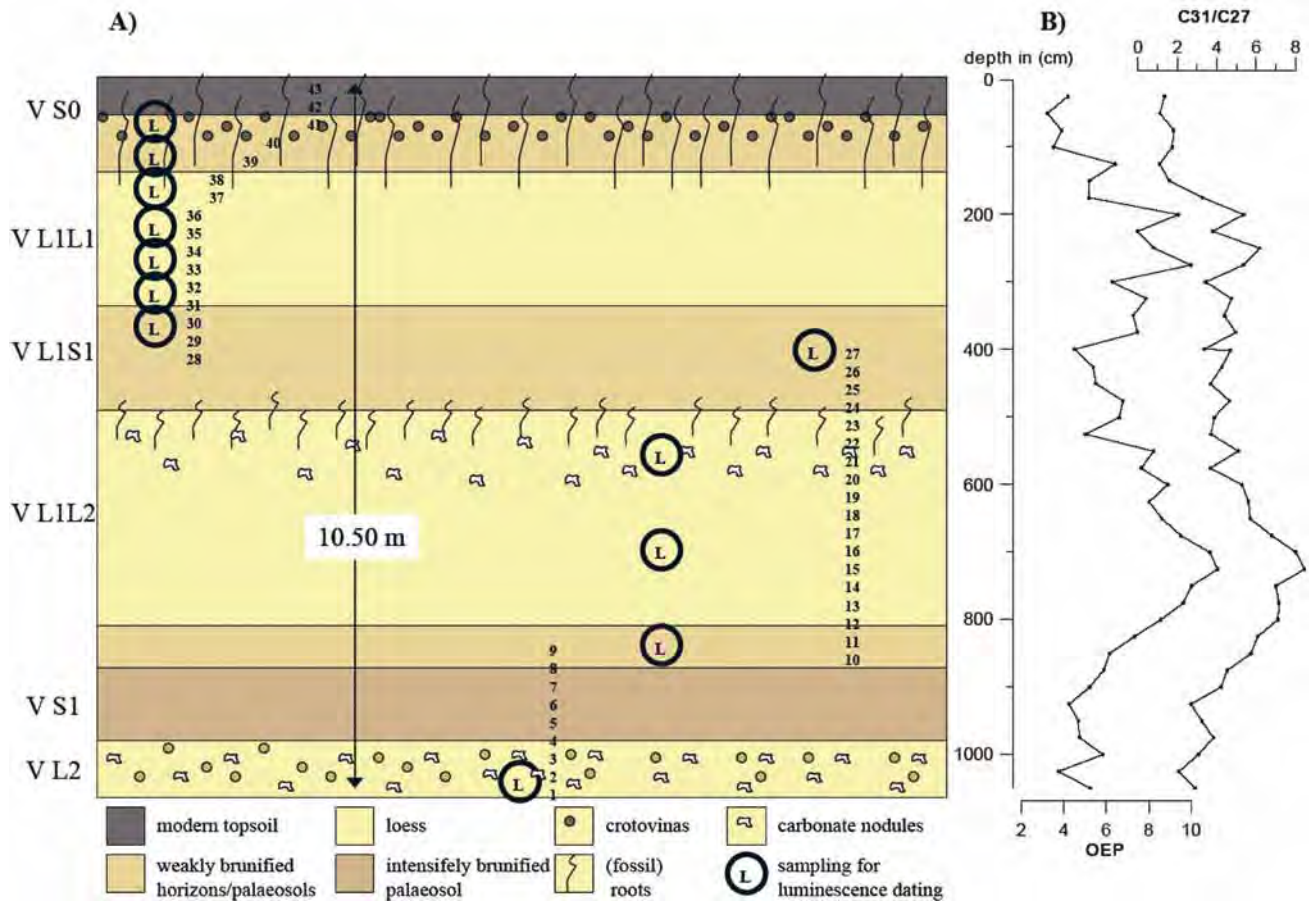 A)
V S0
V L1L1
V L1S1
V L1L2
V S1
V L2
43
42
41
40
39
38
37
36
35
34
33
32
31
30
29
28
27
26
25
24
23
22
21
20
19
18
17
16
15
14
13
12
11
10
9
8
7
6
5
4
3
2
1
L
L
L
L
L
L
L
L
L
L
L
L
10.50 m
modern topsoil
loess
crotovinas
carbonate nodules
weakly brunified
horizons/palaeosols
intensifely brunified
palaeosol
(fossil)
roots
L
sampling for
luminescence dating
B)
C31/C27
0 2 4 6 8
depth in (cm)
0
200
400
600
800
1000
2 4 6 8 10
OEP